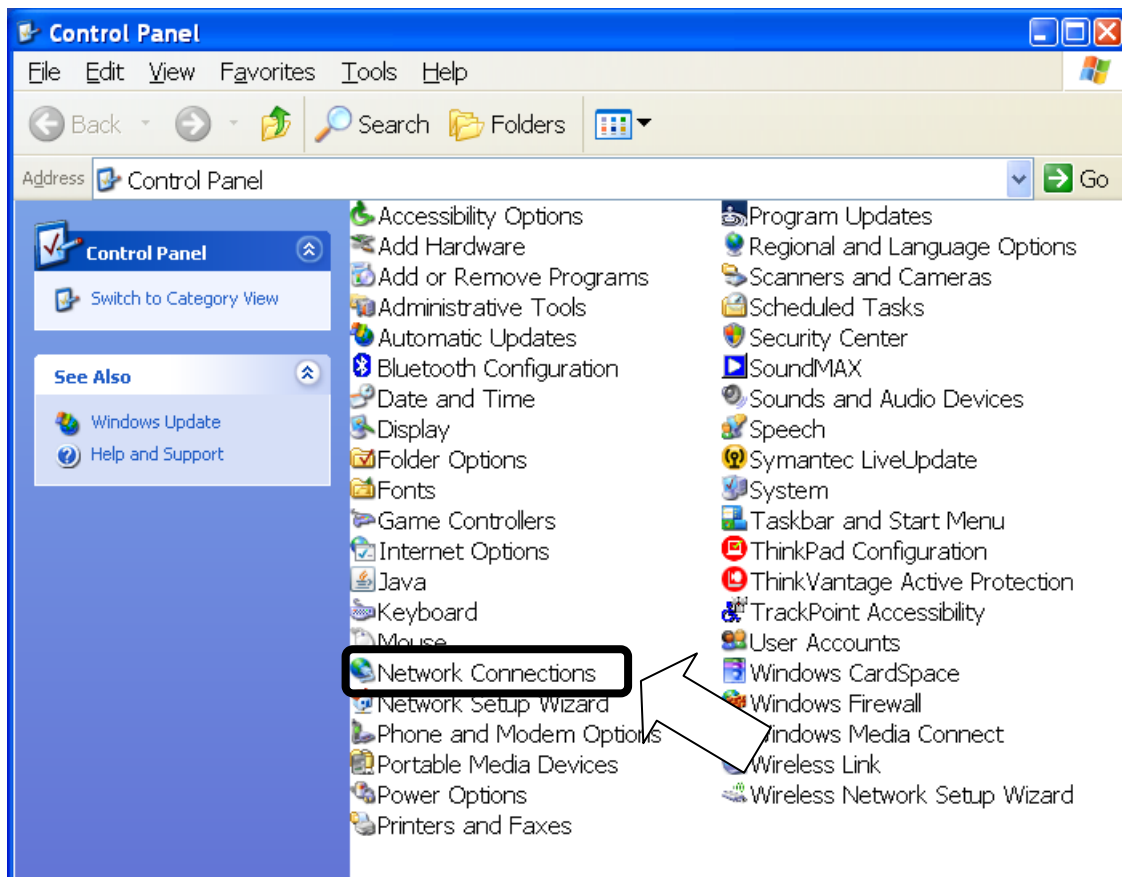 Control Panel
File Edit View Favorites Tools Help
Back Search Folders
Address Control Panel Go
Control Panel
Switch to Category View
See Also
Windows Update
Help and Support
Accessibility Options
Add Hardware
Add or Remove Programs
Administrative Tools
Automatic Updates
Bluetooth Configuration
Date and Time
Display
Folder Options
Fonts
Game Controllers
Internet Options
Java
Keyboard
Mouse
Network Connections
Network Setup Wizard
Phone and Modem Options
Portable Media Devices
Power Options
Printers and Faxes
Program Updates
Regional and Language Options
Scanners and Cameras
Scheduled Tasks
Security Center
SoundMAX
Sounds and Audio Devices
Speech
Symantec LiveUpdate
System
Taskbar and Start Menu
ThinkPad Configuration
ThinkVantage Active Protection
TrackPoint Accessibility
User Accounts
Windows CardSpace
Windows Firewall
Windows Media Connect
Wireless Link
Wireless Network Setup Wizard